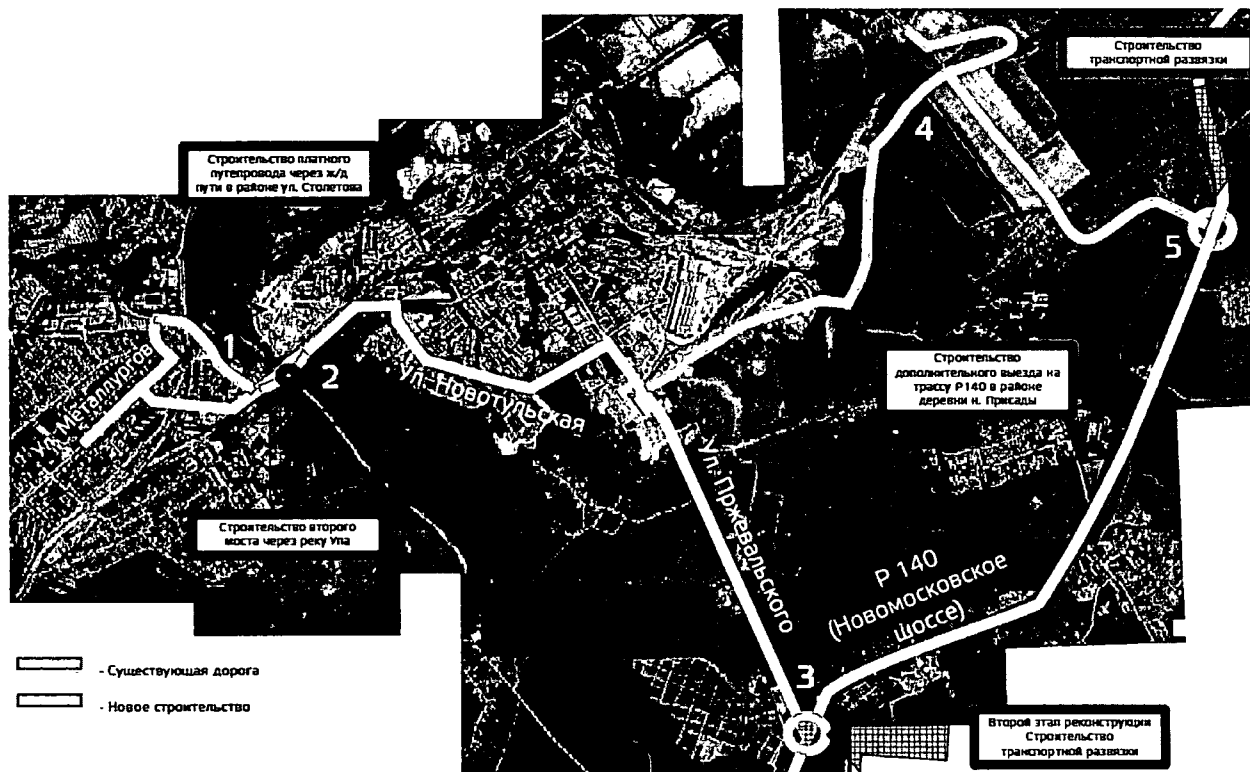 Строительство
транспортной развязки
4
Строительство платного
путепровода через ж/д
пути в районе ул. Столетова
5
1
2
ул. Металлургов
ул. Новотульская
Строительство
дополнительного выезда на
трассу Р140 в районе
деревни н. Присады
ул. Пржевальского
Строительство второго
моста через реку Упа
Р 140
(Новомосковское
шоссе)
3
- Существующая дорога
- Новое строительство
Второй этап реконструкции
Строительство
транспортной развязки